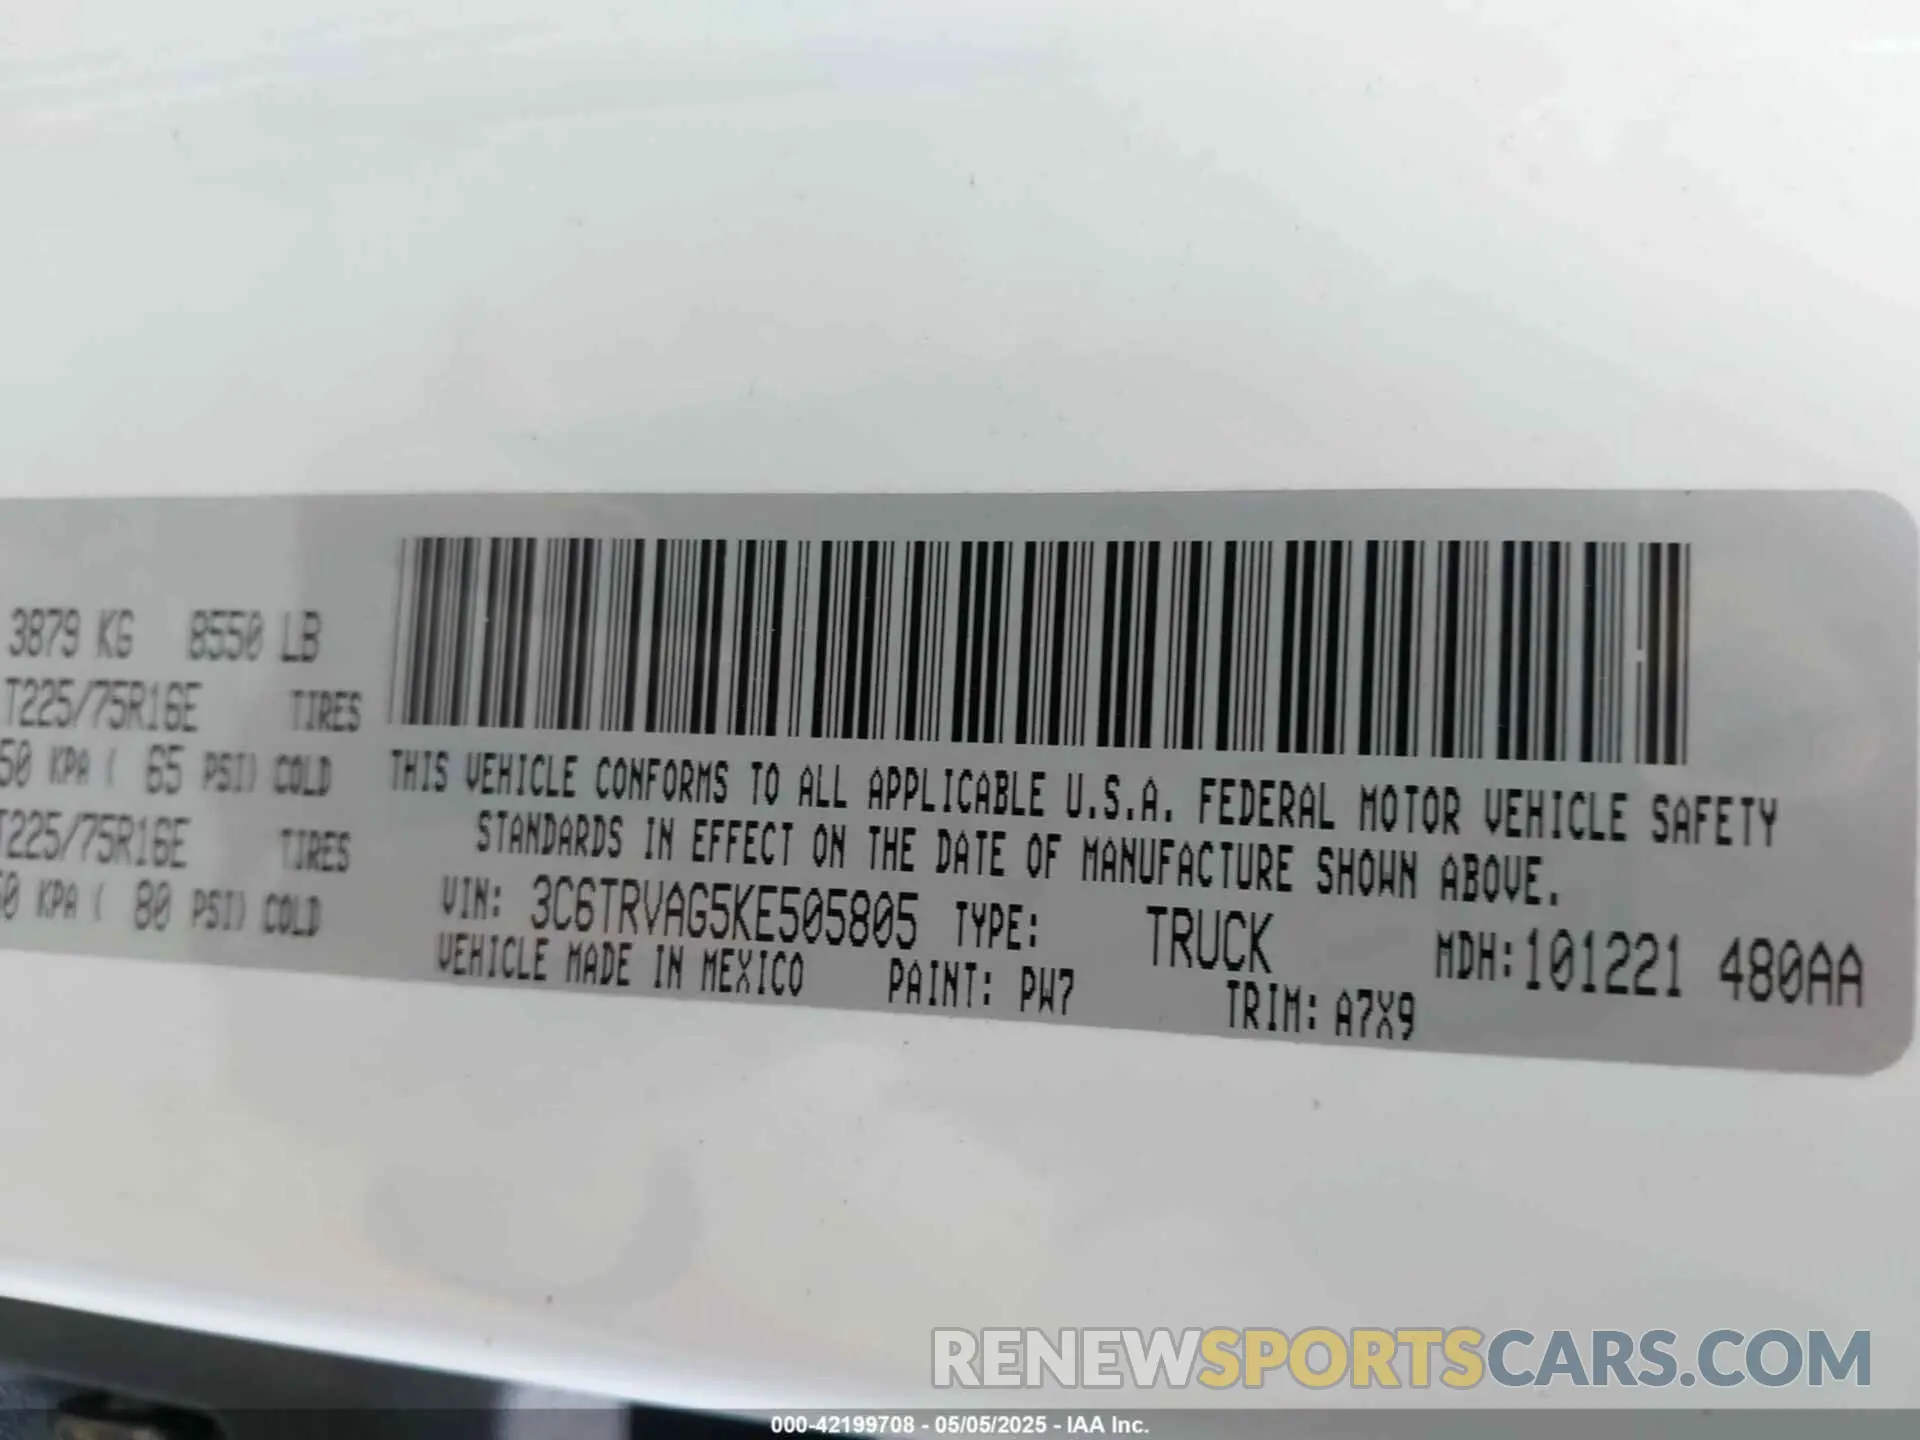 3879 KG 8550 LB
T225/75R16E TIRES
50 KPA ( 65 PSI) COLD
T225/75R16E TIRES
50 KPA ( 80 PSI) COLD
THIS VEHICLE CONFORMS TO ALL APPLICABLE U.S.A. FEDERAL MOTOR VEHICLE SAFETY
STANDARDS IN EFFECT ON THE DATE OF MANUFACTURE SHOWN ABOVE.
VIN: 3C6TRVAG5KE505805 TYPE: TRUCK MDH:101221 480AA
VEHICLE MADE IN MEXICO PAINT: PW7 TRIM: A7X9
RENEWSPORTSCARS.COM
000-42199708 - 05/05/2025 - IAA Inc.